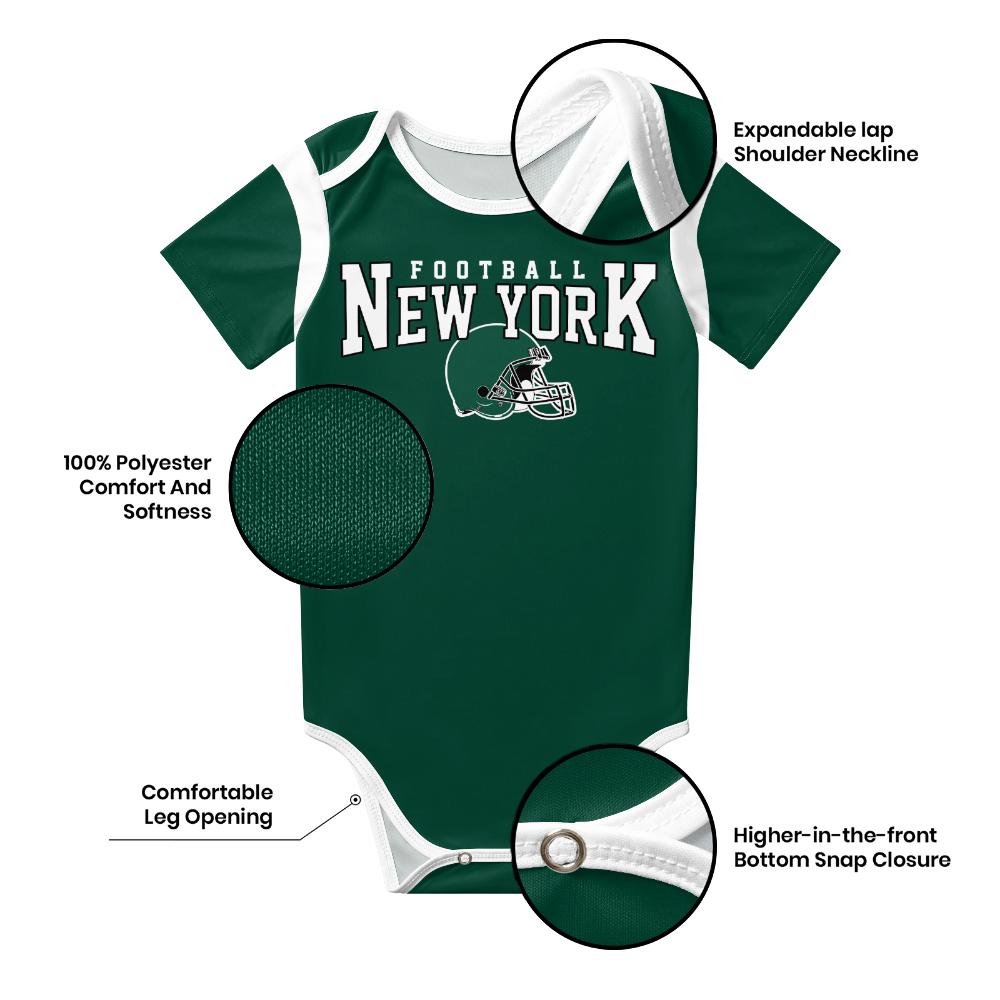 Expandable lap
Shoulder Neckline
FOOTBALL
NEW YORK
100% Polyester
Comfort And
Softness
Comfortable
Leg Opening
Higher-in-the-front
Bottom Snap Closure